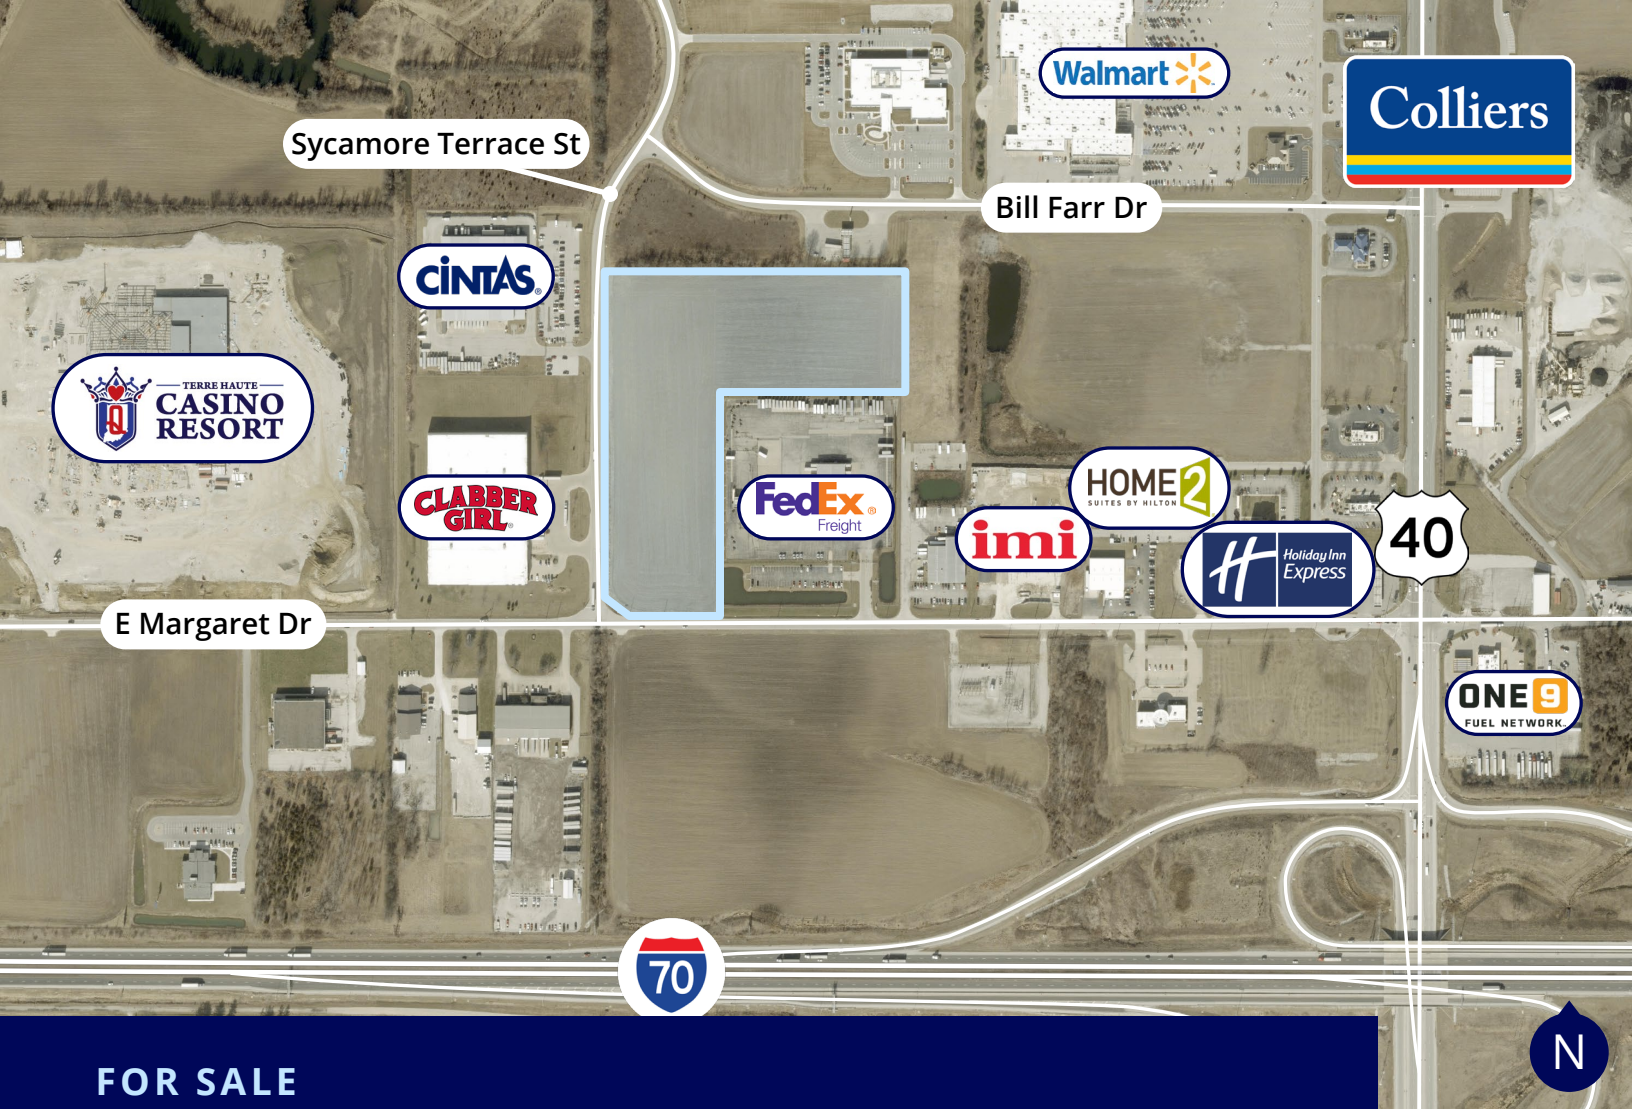 Walmart
Colliers
Sycamore Terrace St
Bill Farr Dr
CINTAS®
TERRE HAUTE
CASINO
RESORT
Q
CLABBER
GIRL®
FedEx®
Freight
HOME2
SUITES BY HILTON
imi
H
Holiday Inn
Express
40
E Margaret Dr
ONE9
FUEL NETWORK
70
N
FOR SALE